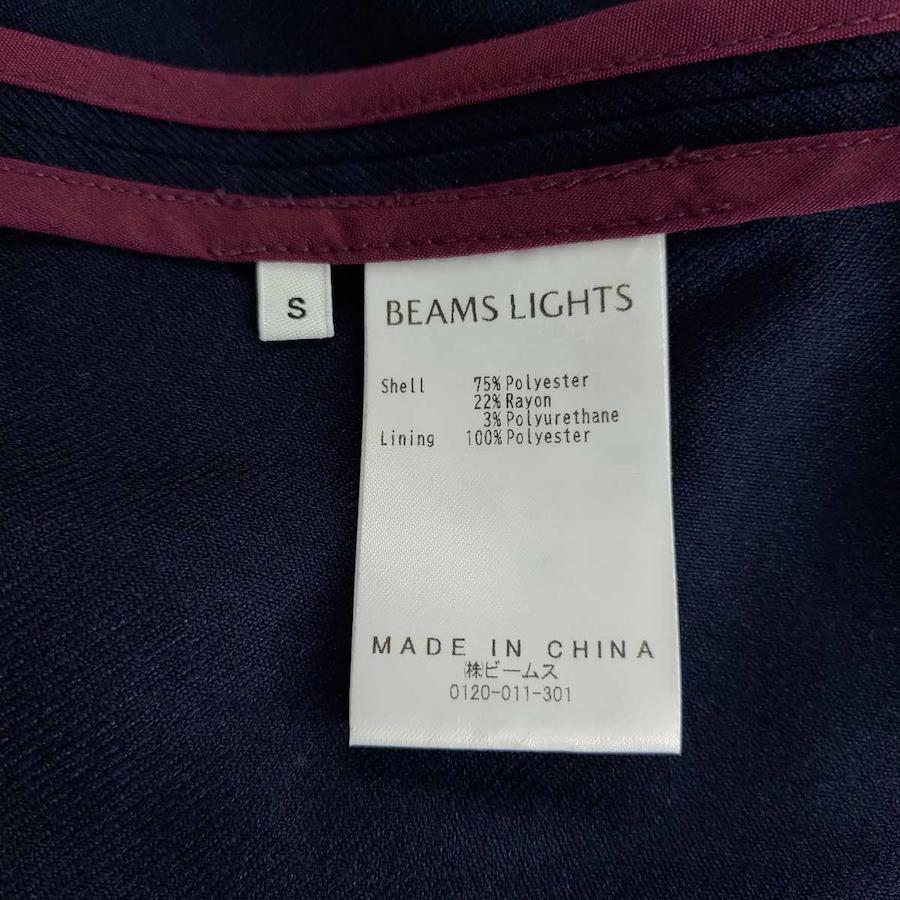 S
BEAMS LIGHTS
Shell 75% Polyester
22% Rayon
3% Polyurethane
Lining 100% Polyester
MADE IN CHINA
㈱ビームス
0120-011-301